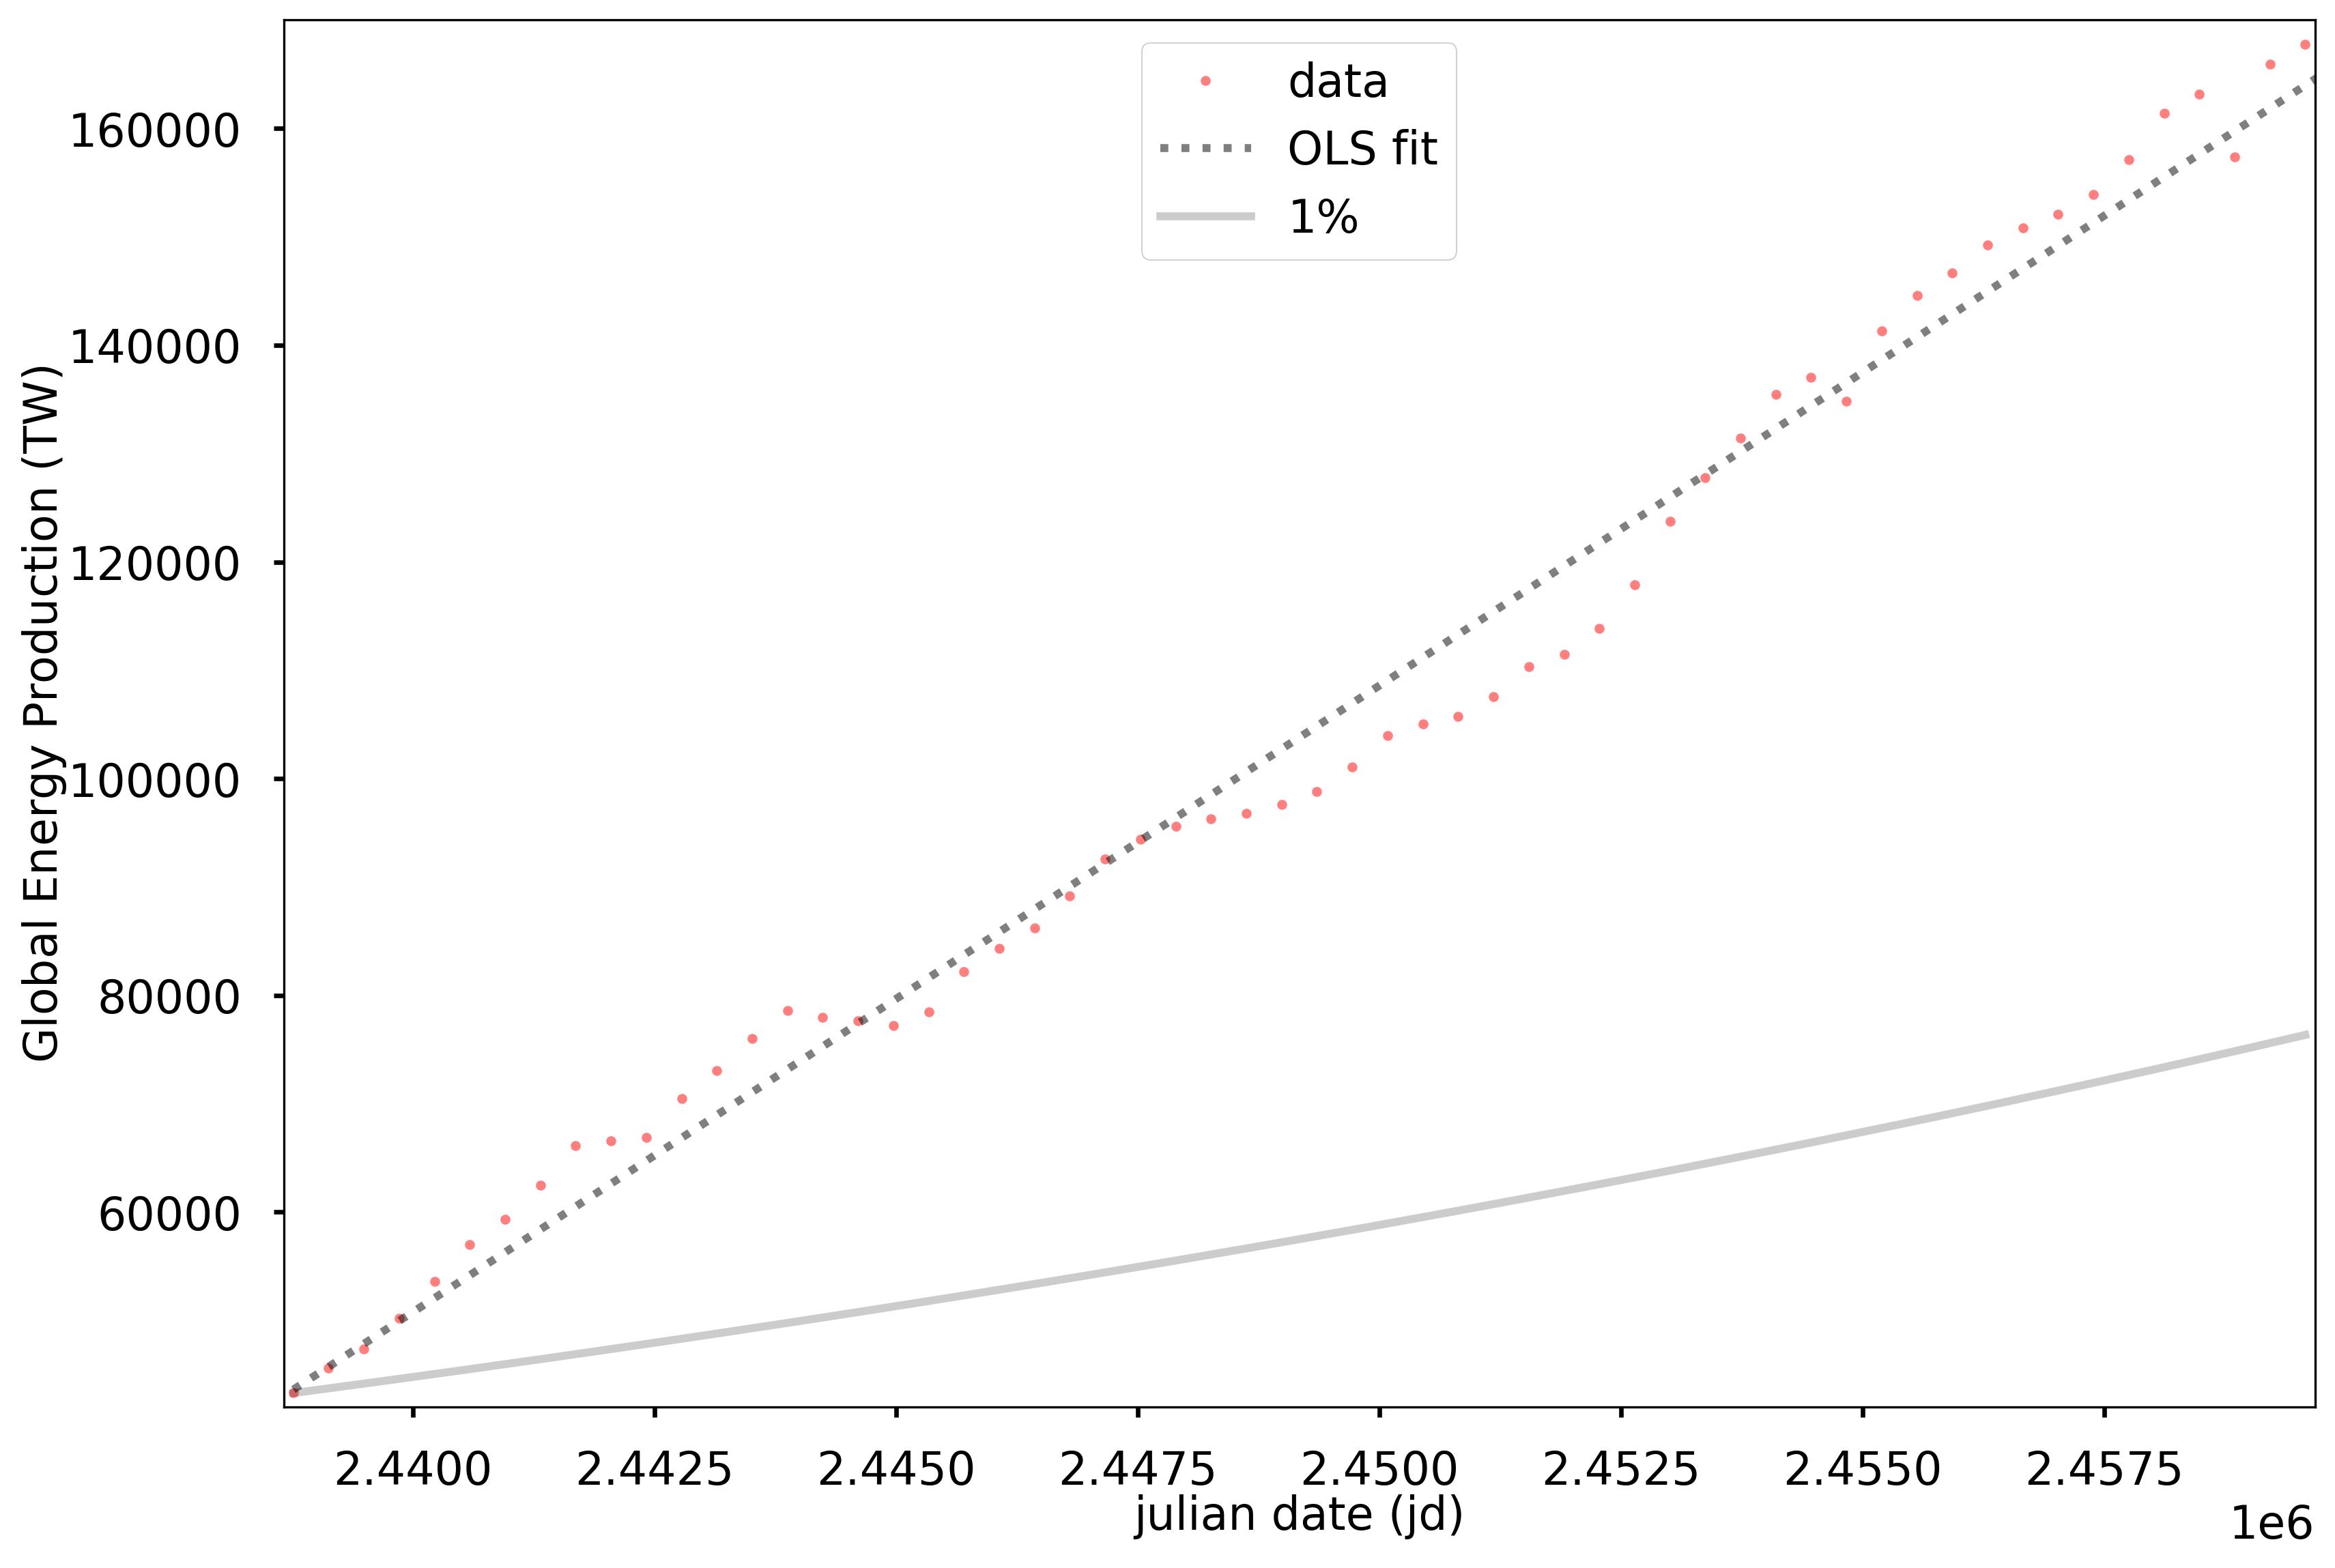 data
OLS fit
1%
Global Energy Production (TW)
160000
140000
120000
100000
80000
60000
2.4400 2.4425 2.4450 2.4475 2.4500 2.4525 2.4550 2.4575
julian date (jd)
1e6